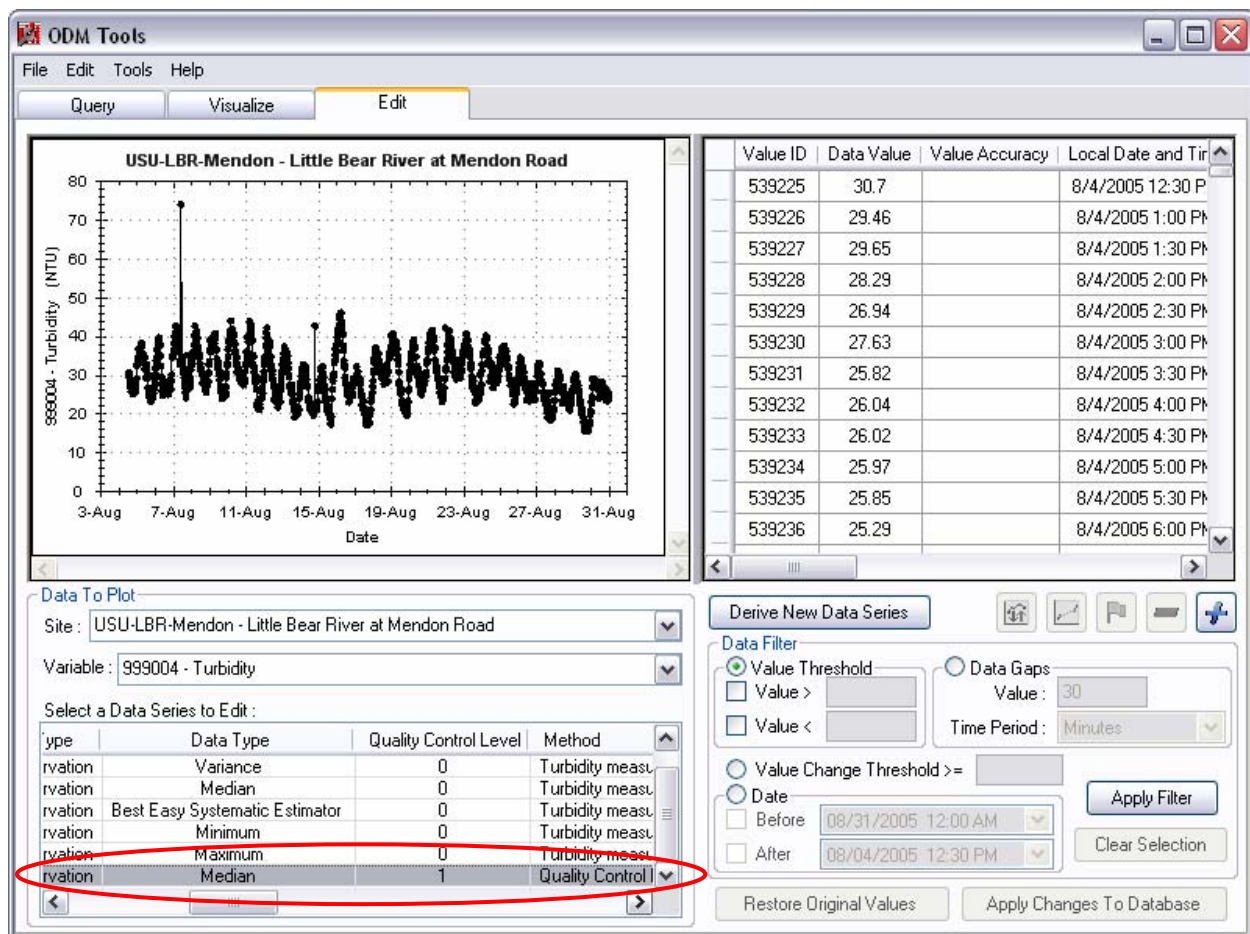 ODM Tools
File Edit Tools Help
Query Visualize Edit
USU-LBR-Mendon - Little Bear River at Mendon Road
80
70
60
50
40
30
20
10
0
999004 - Turbidity (NTU)
3-Aug 7-Aug 11-Aug 15-Aug 19-Aug 23-Aug 27-Aug 31-Aug
Date
Value ID Data Value Value Accuracy Local Date and Tir
539225 30.7 8/4/2005 12:30 P
539226 29.46 8/4/2005 1:00 PM
539227 29.65 8/4/2005 1:30 PM
539228 28.29 8/4/2005 2:00 PM
539229 26.94 8/4/2005 2:30 PM
539230 27.63 8/4/2005 3:00 PM
539231 25.82 8/4/2005 3:30 PM
539232 26.04 8/4/2005 4:00 PM
539233 26.02 8/4/2005 4:30 PM
539234 25.97 8/4/2005 5:00 PM
539235 25.85 8/4/2005 5:30 PM
539236 25.29 8/4/2005 6:00 PM
Data To Plot
Site : USU-LBR-Mendon - Little Bear River at Mendon Road
Variable : 999004 - Turbidity
Select a Data Series to Edit :
ype Data Type Quality Control Level Method
rvation Variance 0 Turbidity measu
rvation Median 0 Turbidity measu
rvation Best Easy Systematic Estimator 0 Turbidity measu
rvation Minimum 0 Turbidity measu
rvation Maximum 0 Turbidity measu
rvation Median 1 Quality Control l
Derive New Data Series
Data Filter
Value Threshold
Value >
Value <
Data Gaps
Value : 30
Time Period : Minutes
Value Change Threshold >=
Date
Before 08/31/2005 12:00 AM
After 08/04/2005 12:30 PM
Apply Filter
Clear Selection
Restore Original Values
Apply Changes To Database